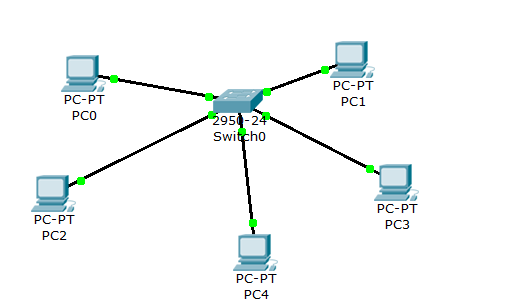 PC-PT
PC0
PC-PT
PC1
2950-24
Switch0
PC-PT
PC2
PC-PT
PC3
PC-PT
PC4